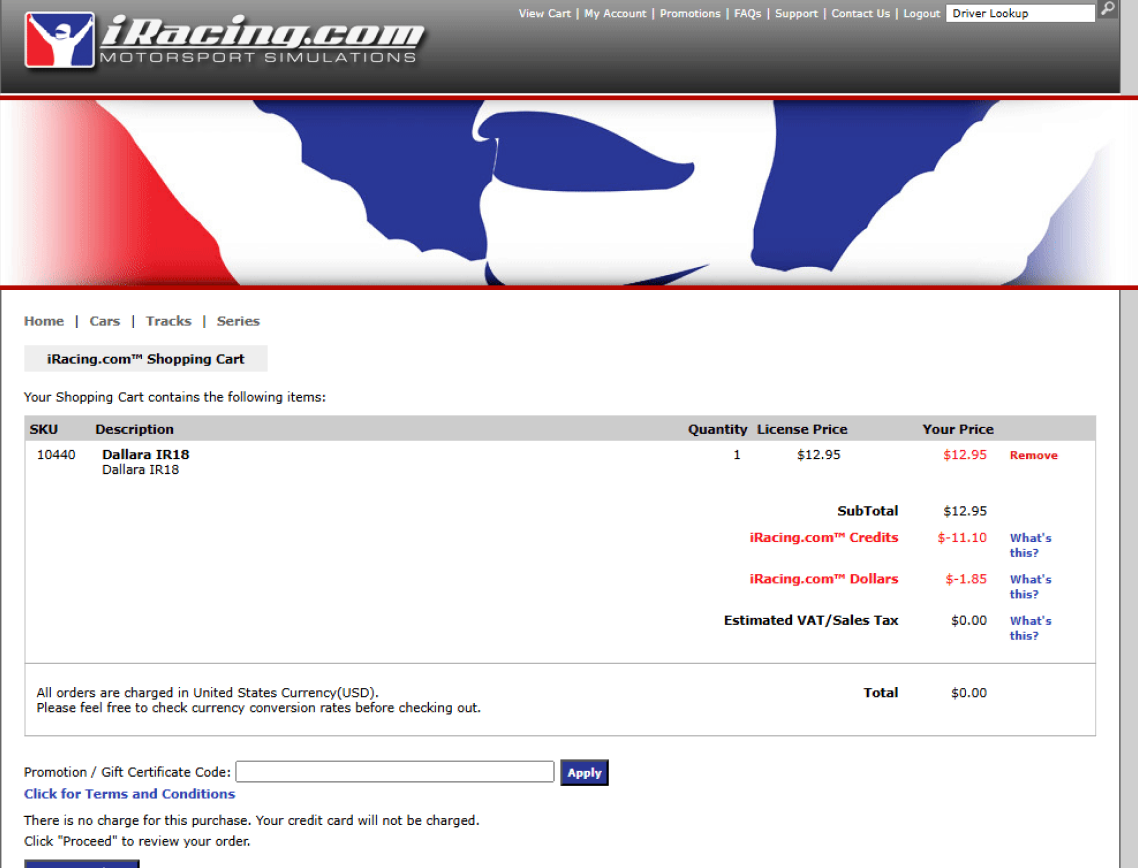 View Cart | My Account | Promotions | FAQs | Support | Contact Us | Logout Driver Lookup
iRacing.com
MOTORSPORT SIMULATIONS
Home | Cars | Tracks | Series
iRacing.com™ Shopping Cart
Your Shopping Cart contains the following items:
SKU Description Quantity License Price Your Price
10440 Dallara IR18 1 $12.95 $12.95 Remove
Dallara IR18
SubTotal $12.95
iRacing.com™ Credits $-11.10 What's
this?
iRacing.com™ Dollars $-1.85 What's
this?
Estimated VAT/Sales Tax $0.00 What's
this?
All orders are charged in United States Currency(USD). Total $0.00
Please feel free to check currency conversion rates before checking out.
Promotion / Gift Certificate Code: Apply
Click for Terms and Conditions
There is no charge for this purchase. Your credit card will not be charged.
Click "Proceed" to review your order.